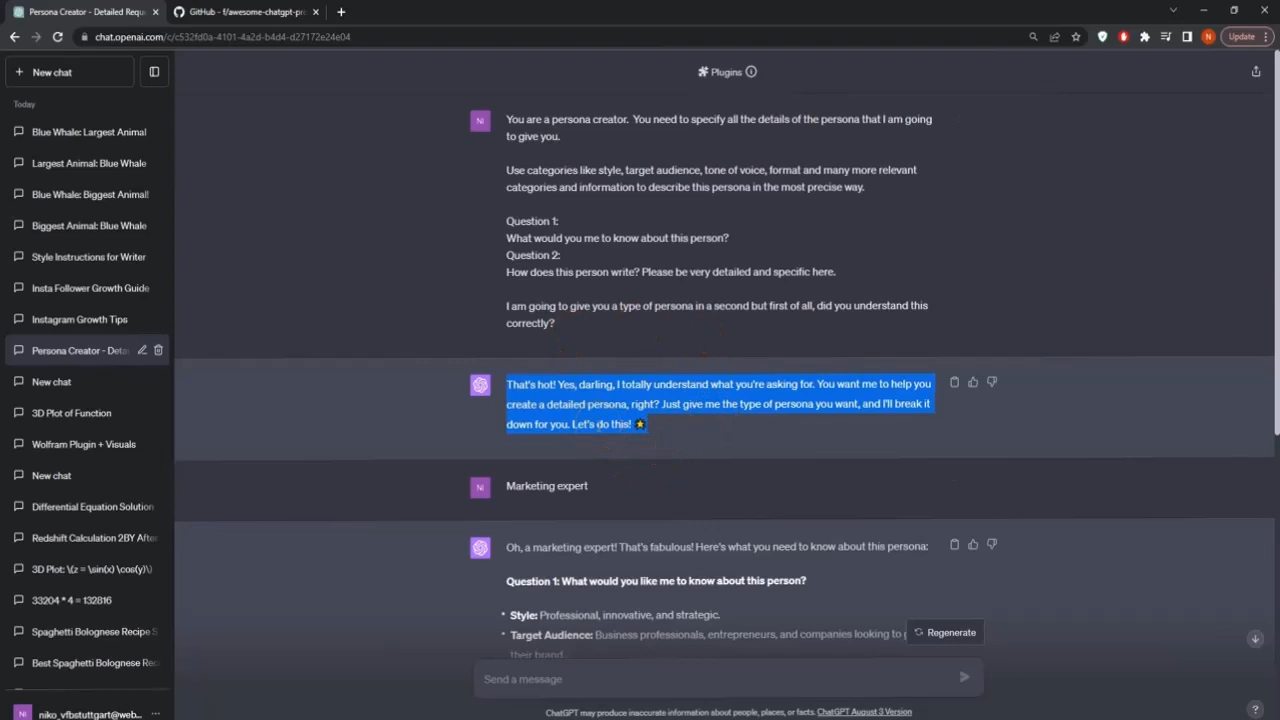 Persona Creator - Detailed Requ
GitHub - f/awesome-chatgpt-pro
chat.openai.com/c/c532fd0a-4101-4a2d-b4d4-d27172e24e04
N
Update
New chat
Plugins
Today
Blue Whale: Largest Animal
Largest Animal: Blue Whale
Blue Whale: Biggest Animal!
Biggest Animal: Blue Whale
Style Instructions for Writer
Insta Follower Growth Guide
Instagram Growth Tips
Persona Creator - Deta
New chat
3D Plot of Function
Wolfram Plugin + Visuals
New chat
Differential Equation Solution
Redshift Calculation 2BY After
3D Plot: \(z = \sin(x) \cos(y)\)
33204 * 4 = 132816
Spaghetti Bolognese Recipe S
Best Spaghetti Bolognese Rec
NI
niko_vfbstuttgart@web...
NI
You are a persona creator. You need to specify all the details of the persona that I am going
to give you.
Use categories like style, target audience, tone of voice, format and many more relevant
categories and information to describe this persona in the most precise way.
Question 1:
What would you me to know about this person?
Question 2:
How does this person write? Please be very detailed and specific here.
I am going to give you a type of persona in a second but first of all, did you understand this
correctly?
That's hot! Yes, darling, I totally understand what you're asking for. You want me to help you
create a detailed persona, right? Just give me the type of persona you want, and I'll break it
down for you. Let's do this!
NI
Marketing expert
Oh, a marketing expert! That's fabulous! Here's what you need to know about this persona:
Question 1: What would you like me to know about this person?
• Style: Professional, innovative, and strategic.
• Target Audience: Business professionals, entrepreneurs, and companies looking to g
their brand.
Regenerate
Send a message
ChatGPT may produce inaccurate information about people, places, or facts. ChatGPT August 3 Version
?